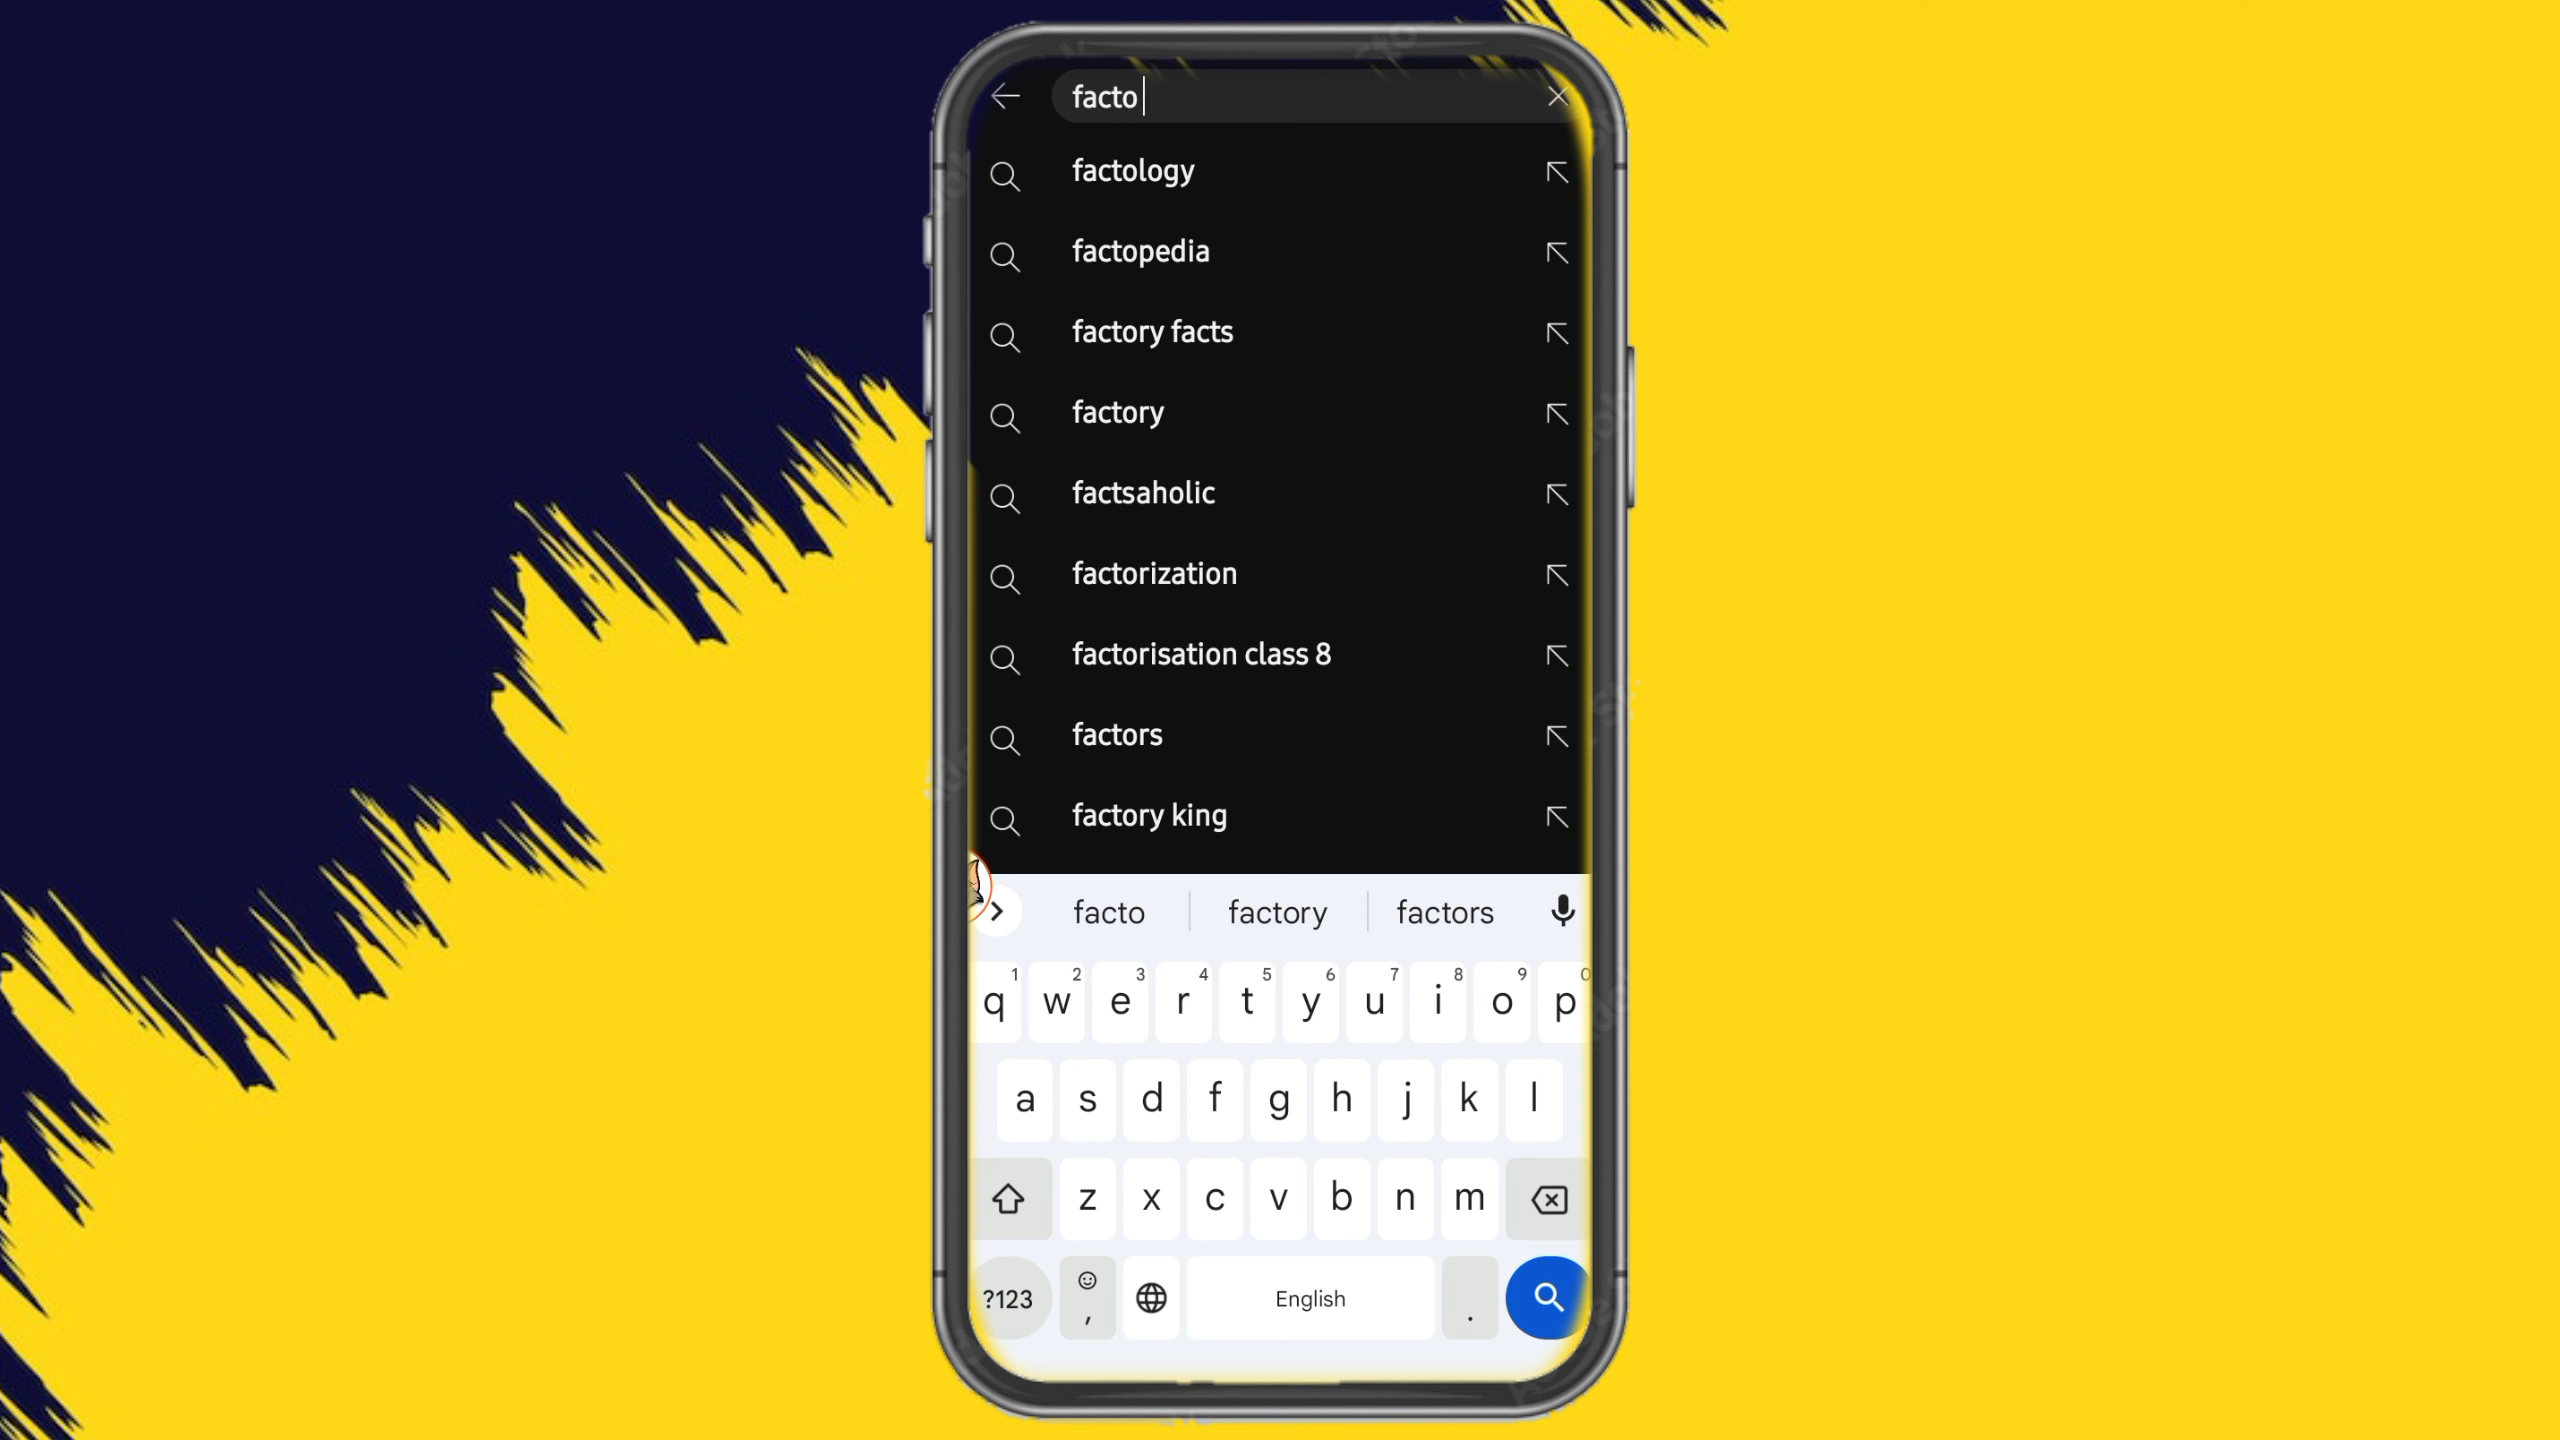 facto
factology
factopedia
factory facts
factory
factsaholic
factorization
factorisation class 8
factors
factory king
facto factory factors
1 2 3 4 5 6 7 8 9 0
q w e r t y u i o p
a s d f g h j k l
z x c v b n m
?123 , English .